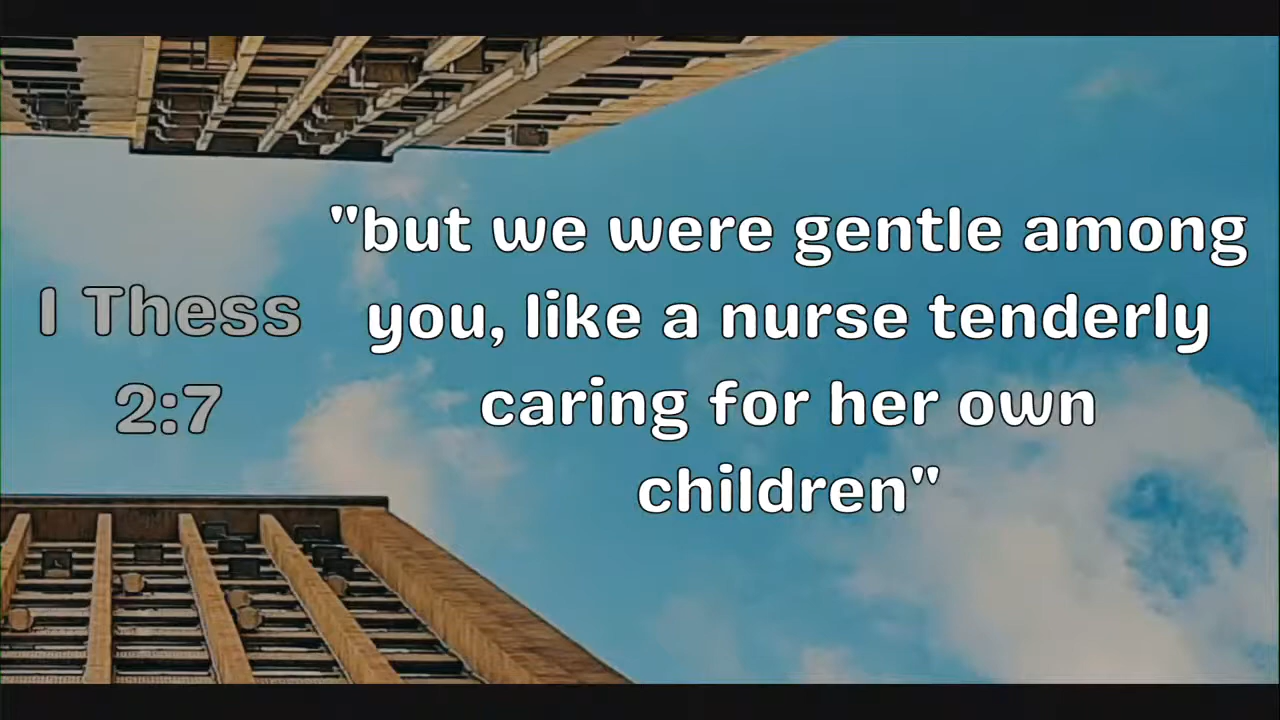 I Thess
2:7
"but we were gentle among
you, like a nurse tenderly
caring for her own
children"